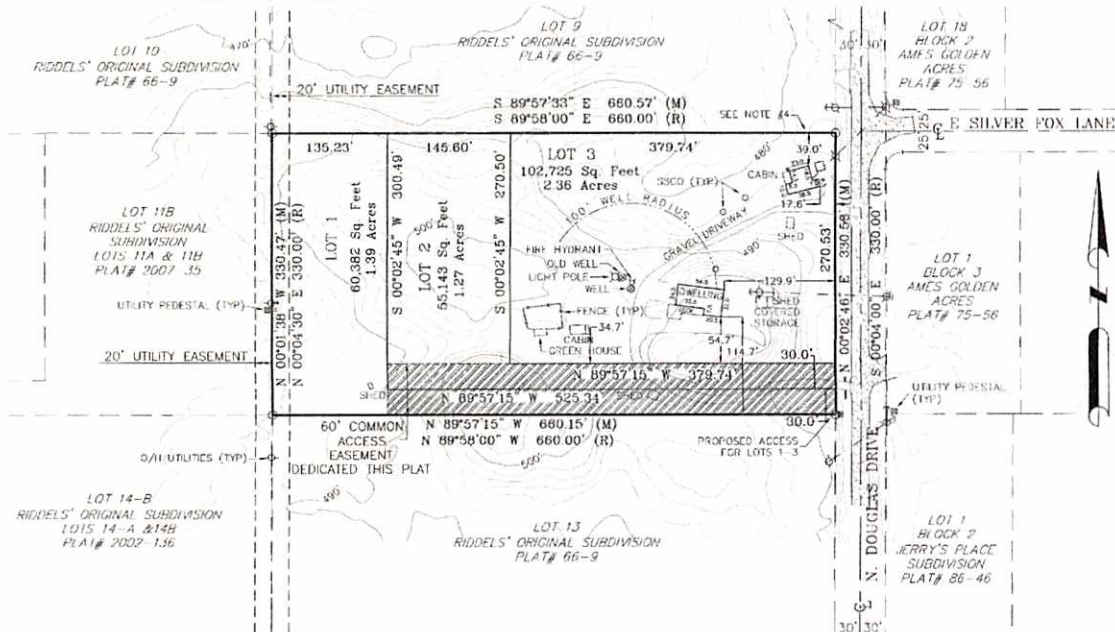 LOT 10
RIDDELS' ORIGINAL SUBDIVISION
PLAT# 66-9
470'
LOT 9
RIDDELS' ORIGINAL SUBDIVISION
PLAT# 66-9
30' 30'
LOT 18
BLOCK 2
AMES GOLDEN
ACRES
PLAT# 75-56
20' UTILITY EASEMENT
S 89°57'33" E 660.57' (M)
S 89°58'00" E 660.00' (R)
SEE NOTE #4
E SILVER FOX LANE
25 25
135.23'
145.60'
379.74'
LOT 3
102,725 Sq. Feet
2.36 Acres
480'
39.0'
CABIN
SSCO (TYP)
17.6'
100' WELL RADIUS
GRAVEL DRIVEWAY
SHED
490'
LOT 1
60,382 Sq. Feet
1.39 Acres
S 00°02'45" W 300.49'
LOT 2
55,143 Sq. Feet
1.27 Acres
500'
S 00°02'45" W 270.50'
LOT 11B
RIDDELS' ORIGINAL
SUBDIVISION
LOTS 11A & 11B
PLAT# 2007-35
N 00°01'38" W 330.47' (M)
N 00°04'30" E 330.00' (R)
UTILITY PEDESTAL (TYP)
20' UTILITY EASEMENT
FIRE HYDRANT
OLD WELL
LIGHT POLE
WELL
FENCE (TYP)
34.7'
CABIN
GREEN HOUSE
129.9'
SHED
COVERED
STORAGE
54.7'
114.7'
30.0'
270.53'
N 00°02'46" E 330.58' (M)
S 00°04'00" E 330.00' (R)
LOT 1
BLOCK 3
AMES GOLDEN
ACRES
PLAT# 75-56
UTILITY PEDESTAL
(TYP)
N 89°57'15" W 379.74'
SHED
N 89°57'15" W 525.34'
SHED
30.0'
60' COMMON
ACCESS
EASEMENT
DEDICATED THIS PLAT
N 89°57'15" W 660.15' (M)
N 89°58'00" W 660.00' (R)
PROPOSED ACCESS
FOR LOTS 1-3
O/H UTILITIES (TYP)
500'
490'
LOT 14-B
RIDDELS' ORIGINAL SUBDIVISION
LOTS 14-A &14B
PLAT# 2002-136
LOT 13
RIDDELS' ORIGINAL SUBDIVISION
PLAT# 66-9
N. DOUGLAS DRIVE
LOT 1
BLOCK 2
JERRY'S PLACE
SUBDIVISION
PLAT# 86-46
30' 30'